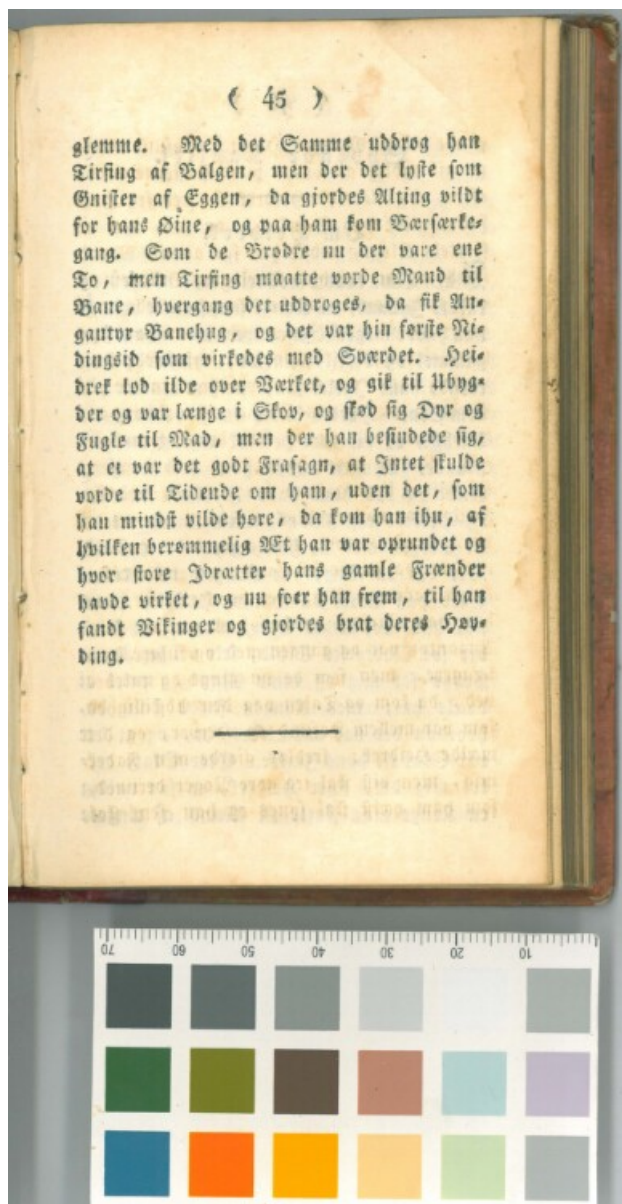 ( 45 )
glemme. Med det Samme uddrog han
Tirfing af Balgen, men der det lyste som
Gnister af Eggen, da gjordes Alting vildt
for hans Øine, og paa ham kom Bærsærke-
gang. Som de Brødre nu der vare ene
To, men Tirfing maatte vorde Mand til
Bane, hvergang det uddroges, da fik An-
gantyr Banehug, og det var hin første Ni-
dingsid som virkedes med Sværdet. Hei-
drek lod ilde over Værket, og gik til Ubyg-
der og var længe i Skov, og skød sig Dyr og
Fugle til Mad, men der han besindede sig,
at ei var det godt Frasagn, at Intet skulde
vorde til Tidende om ham, uden det, som
han mindst vilde høre, da kom han ihu, af
hvilken berømmelig Æt han var oprundet og
hvor store Idrætter hans gamle Frænder
havde virket, og nu foer han frem, til han
fandt Vikinger og gjordes brat deres Høv-
ding.
70 60 50 40 30 20 10